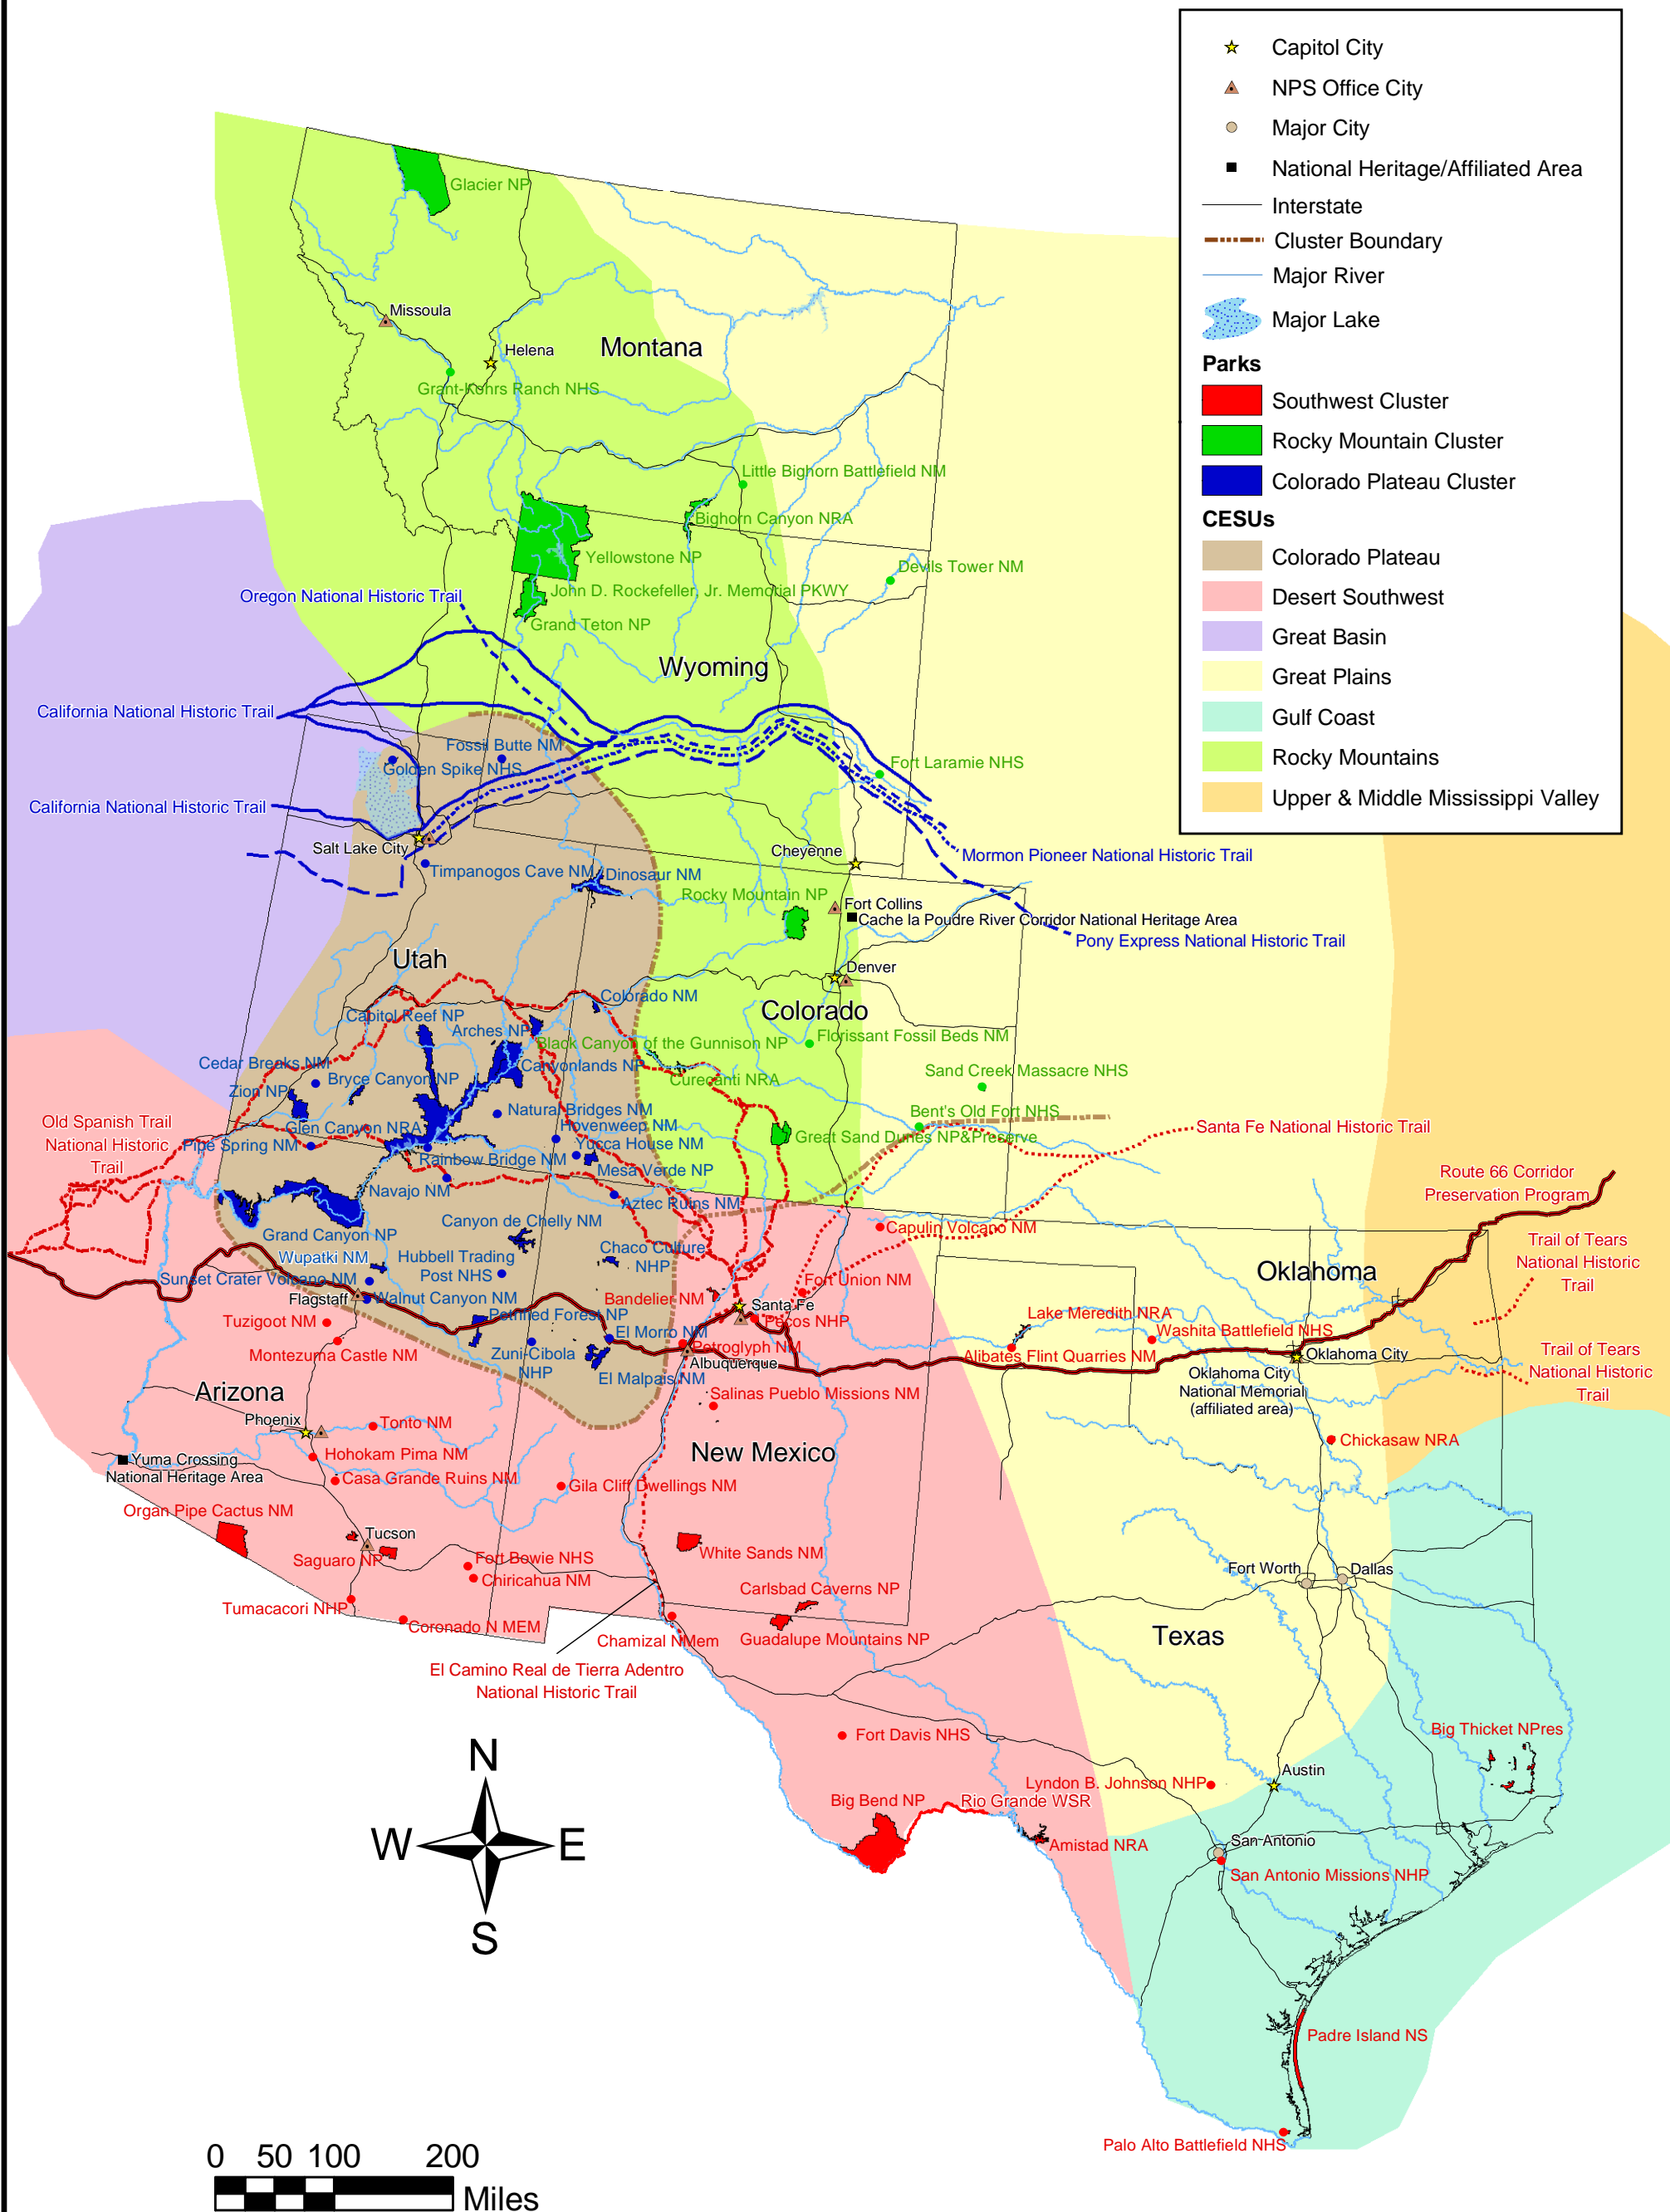 Capitol City
NPS Office City
Major City
National Heritage/Affiliated Area
Interstate
Cluster Boundary
Major River
Major Lake
Parks
Southwest Cluster
Rocky Mountain Cluster
Colorado Plateau Cluster
CESUs
Colorado Plateau
Desert Southwest
Great Basin
Great Plains
Gulf Coast
Rocky Mountains
Upper & Middle Mississippi Valley
Glacier NP
Missoula
Helena
Montana
Grant-Kohrs Ranch NHS
Little Bighorn Battlefield NM
Bighorn Canyon NRA
Yellowstone NP
Devils Tower NM
John D. Rockefeller, Jr. Memorial PKWY
Oregon National Historic Trail
Grand Teton NP
Wyoming
California National Historic Trail
Fossil Butte NM
Golden Spike NHS
Fort Laramie NHS
California National Historic Trail
Salt Lake City
Cheyenne
Mormon Pioneer National Historic Trail
Timpanogos Cave NM
Dinosaur NM
Rocky Mountain NP
Fort Collins
Cache la Poudre River Corridor National Heritage Area
Pony Express National Historic Trail
Utah
Denver
Colorado NM
Colorado
Capitol Reef NP
Arches NP
Black Canyon of the Gunnison NP
Florissant Fossil Beds NM
Cedar Breaks NM
Canyonlands NP
Bryce Canyon NP
Curecanti NRA
Sand Creek Massacre NHS
Zion NP
Natural Bridges NM
Bent's Old Fort NHS
Old Spanish Trail
National Historic
Trail
Glen Canyon NRA
Hovenweep NM
Santa Fe National Historic Trail
Great Sand Dunes NP&Preserve
Pipe Spring NM
Yucca House NM
Rainbow Bridge NM
Mesa Verde NP
Route 66 Corridor
Preservation Program
Navajo NM
Aztec Ruins NM
Canyon de Chelly NM
Capulin Volcano NM
Grand Canyon NP
Trail of Tears
National Historic
Trail
Wupatki NM
Hubbell Trading
Post NHS
Chaco Culture
NHP
Oklahoma
Sunset Crater Volcano NM
Fort Union NM
Flagstaff
Walnut Canyon NM
Bandelier NM
Santa Fe
Petrified Forest NP
Pecos NHP
Lake Meredith NRA
Tuzigoot NM
El Morro NM
Washita Battlefield NHS
Montezuma Castle NM
Zuni-Cibola
NHP
Petroglyph NM
Albuquerque
Alibates Flint Quarries NM
Oklahoma City
Trail of Tears
National Historic
Trail
El Malpais NM
Oklahoma City
National Memorial
(affiliated area)
Arizona
Salinas Pueblo Missions NM
Phoenix
Tonto NM
Chickasaw NRA
New Mexico
Hohokam Pima NM
Yuma Crossing
National Heritage Area
Casa Grande Ruins NM
Gila Cliff Dwellings NM
Organ Pipe Cactus NM
Tucson
White Sands NM
Saguaro NP
Fort Bowie NHS
Fort Worth
Dallas
Chiricahua NM
Carlsbad Caverns NP
Tumacacori NHP
Coronado N MEM
Chamizal NMem
Guadalupe Mountains NP
Texas
El Camino Real de Tierra Adentro
National Historic Trail
Fort Davis NHS
Big Thicket NPres
Austin
Lyndon B. Johnson NHP
Big Bend NP
Rio Grande WSR
Amistad NRA
San Antonio
San Antonio Missions NHP
N
W
E
S
Padre Island NS
Palo Alto Battlefield NHS
0 50 100 200
Miles